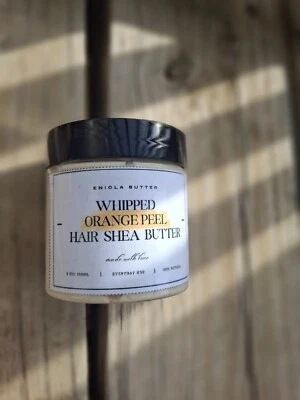 ENIOLA BUTTER
WHIPPED
ORANGE PEEL
HAIR SHEA BUTTER
made with love
EVERYDAY USE